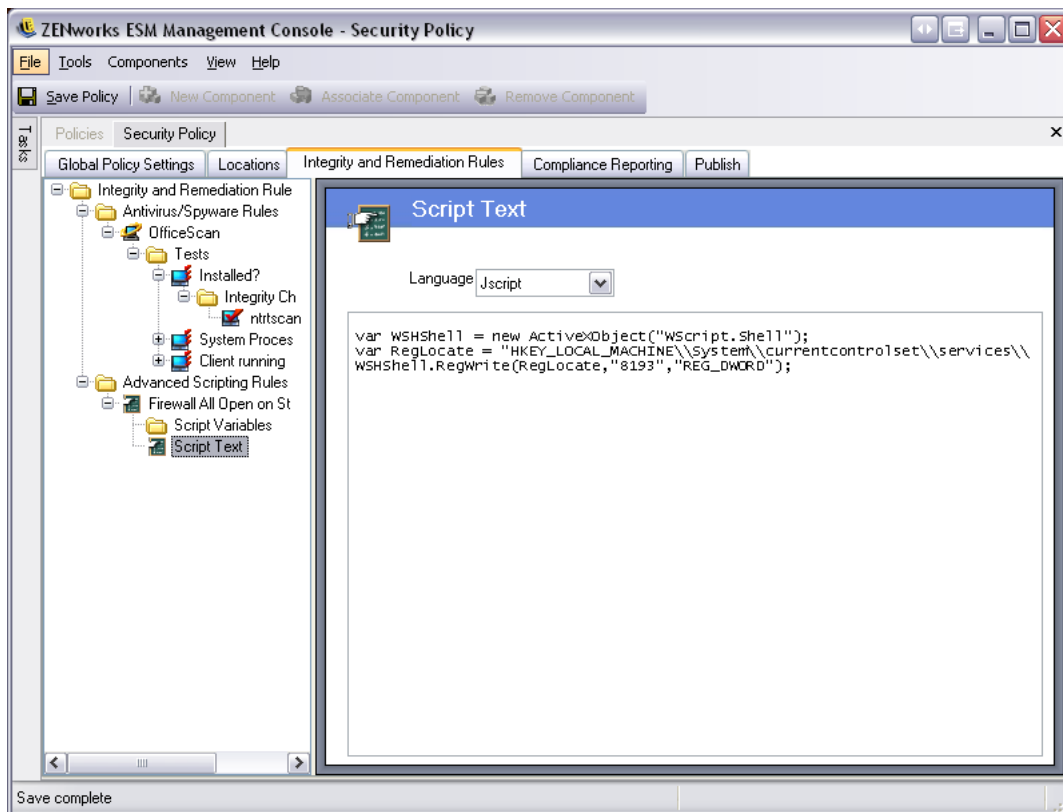 ZENworks ESM Management Console - Security Policy
File Tools Components View Help
Save Policy New Component Associate Component Remove Component
Tasks
Policies Security Policy
Global Policy Settings Locations Integrity and Remediation Rules Compliance Reporting Publish
Integrity and Remediation Rule
Antivirus/Spyware Rules
OfficeScan
Tests
Installed?
Integrity Ch
ntrtscan
System Proces
Client running
Advanced Scripting Rules
Firewall All Open on St
Script Variables
Script Text
Script Text
Language Jscript
var WSHShell = new ActiveXObject("WScript.Shell");
var RegLocate = "HKEY_LOCAL_MACHINE\\System\\currentcontrolset\\services\\
WSHShell.RegWrite(RegLocate,"8193","REG_DWORD");
Save complete